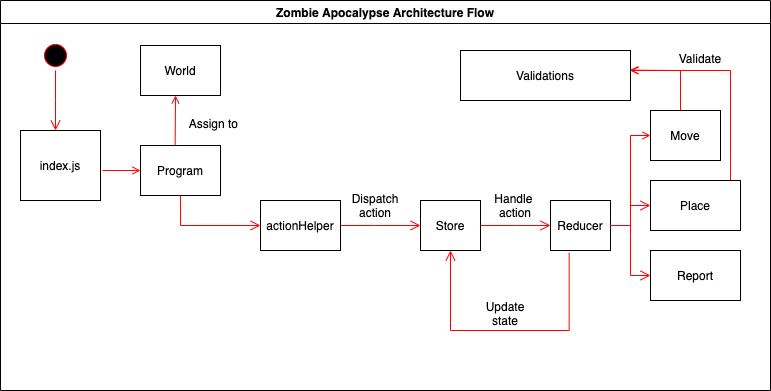 Zombie Apocalypse Architecture Flow
World
Validations
Validate
Assign to
Move
index.js
Program
Dispatch
action
Handle
action
Place
actionHelper
Store
Reducer
Report
Update
state